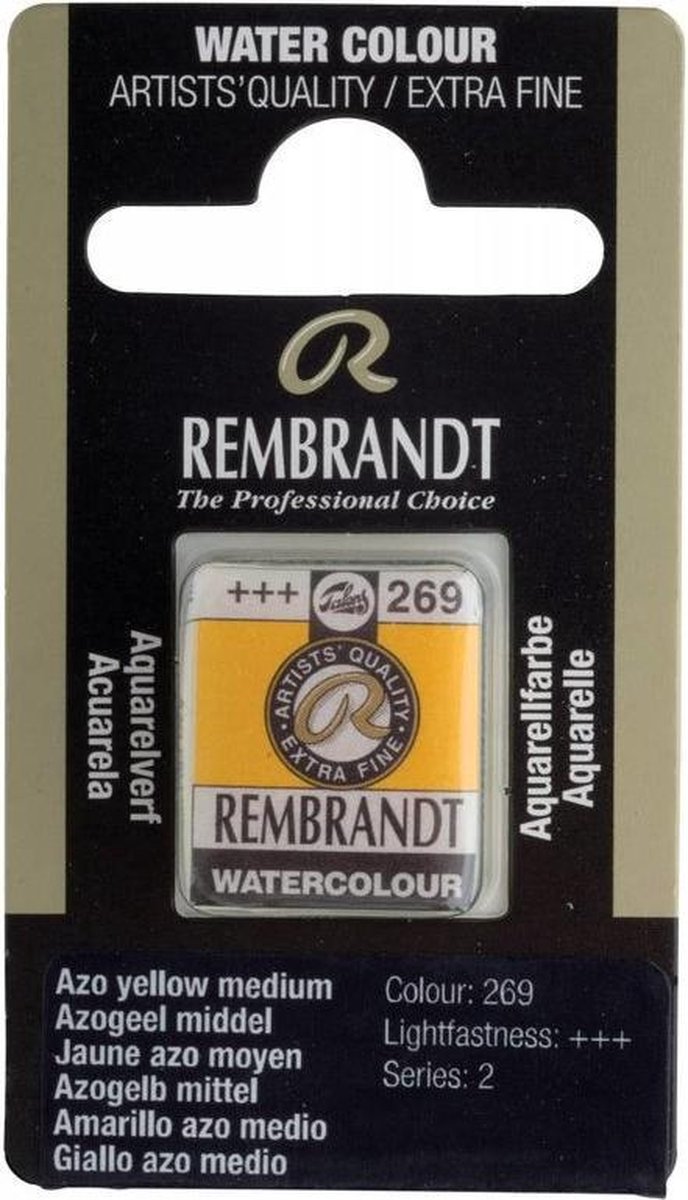 WATER COLOUR
ARTISTS' QUALITY / EXTRA FINE
R
REMBRANDT
The Professional Choice
+++ Talens 269
ARTISTS' QUALITY
R
· EXTRA FINE ·
REMBRANDT
WATERCOLOUR
Aquarelverf
Acuarela
Aquarellfarbe
Aquarelle
Azo yellow medium
Azogeel middel
Jaune azo moyen
Azogelb mittel
Amarillo azo medio
Giallo azo medio
Colour: 269
Lightfastness: +++
Series: 2